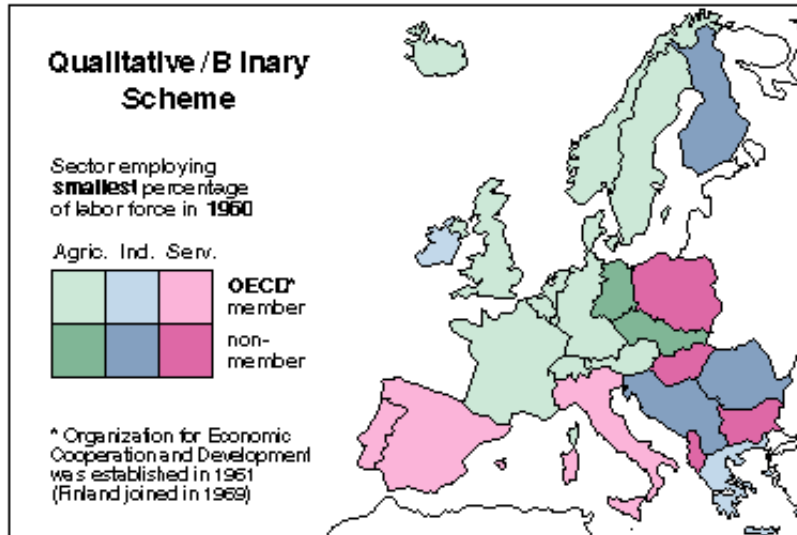 Qualitative/Binary
Scheme
Sector employing
smallest percentage
of labor force in 1960
Agric. Ind. Serv.
OECD*
member
non-
member
* Organization for Economic
Cooperation and Development
was established in 1961
(Finland joined in 1969)